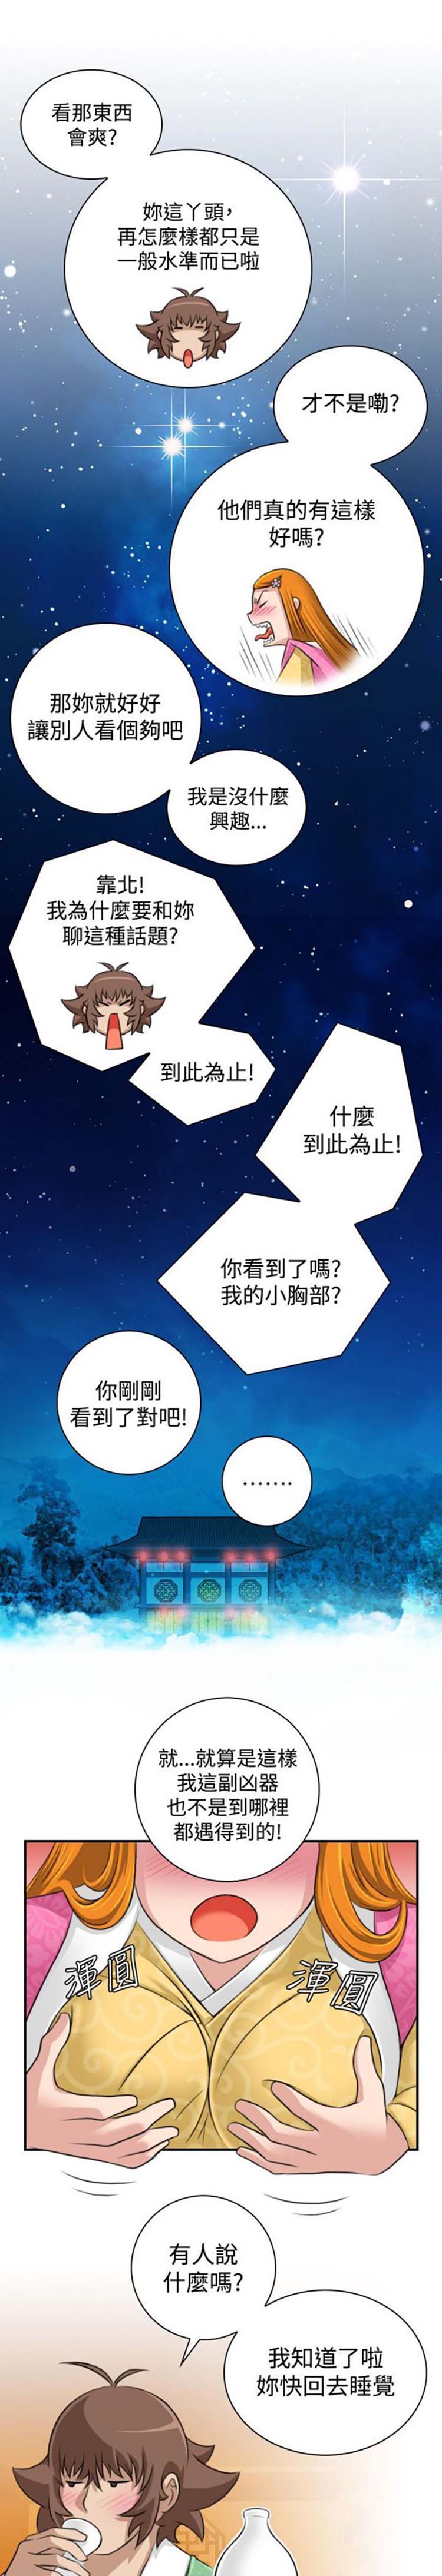 看那東西
會爽?
妳這丫頭，
再怎麼樣都只是
一般水準而已啦
才不是嘞?
他們真的有這樣
好嗎?
那妳就好好
讓別人看個夠吧
我是沒什麼
興趣...
靠北!
我為什麼要和妳
聊這種話題?
到此為止!
什麼
到此為止!
你看到了嗎?
我的小胸部?
你剛剛
看到了對吧!
.......
就...就算是這樣
我這副凶器
也不是到哪裡
都遇得到的!
渾圓
渾圓
有人說
什麼嗎?
我知道了啦
妳快回去睡覺